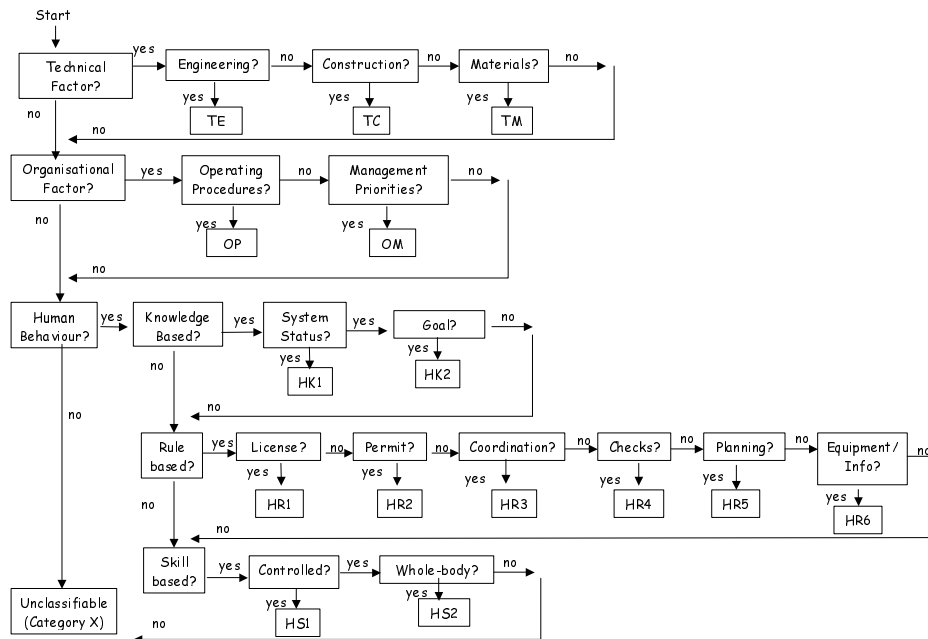 Start
yes
no
no
no
Technical
Factor?
Engineering?
Construction?
Materials?
yes
yes
yes
TE
TC
TM
no
no
Organisational
Factor?
yes
Operating
Procedures?
no
Management
Priorities?
no
no
yes
yes
OP
OM
no
Human
Behaviour?
yes
Knowledge
Based?
yes
System
Status?
yes
Goal?
no
yes
yes
HK1
HK2
no
no
no
Rule
based?
yes
License?
no
Permit?
no
Coordination?
no
Checks?
no
Planning?
no
Equipment/
Info?
no
yes
yes
yes
yes
yes
yes
HR1
HR2
HR3
HR4
HR5
HR6
no
no
Skill
based?
yes
Controlled?
yes
Whole-body?
no
yes
yes
HS1
HS2
Unclassifiable
(Category X)
no